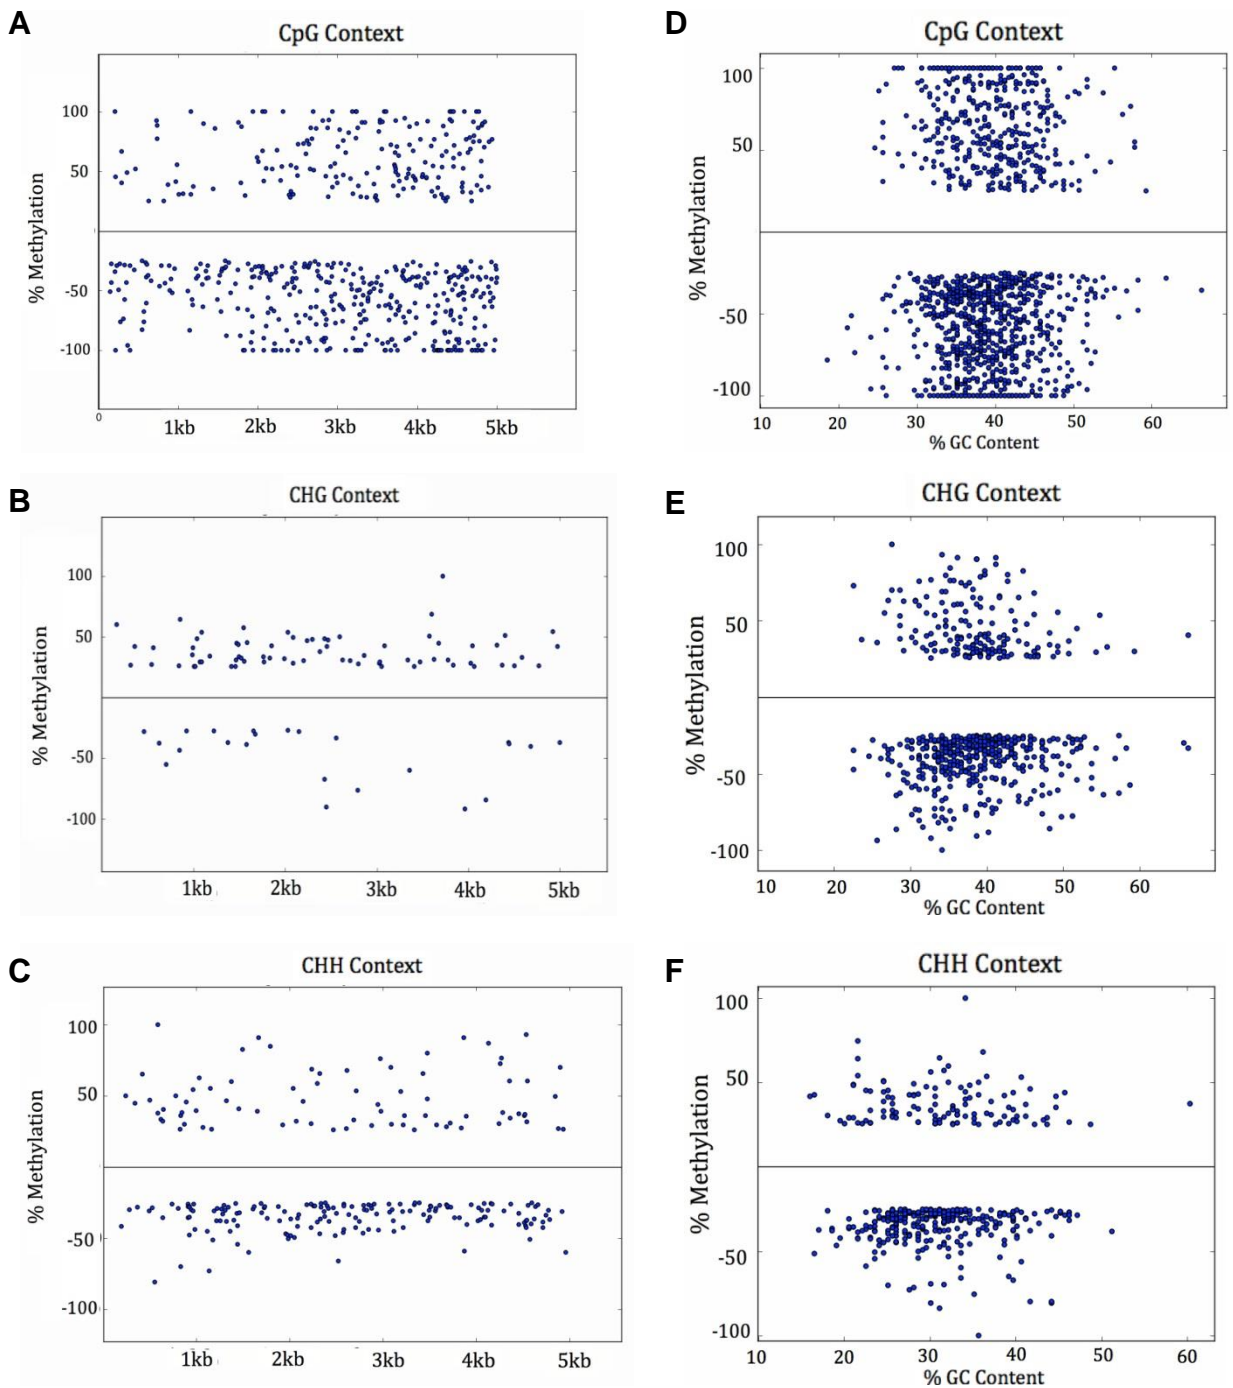 A
CpG Context
% Methylation
100
50
-50
-100
0
1kb
2kb
3kb
4kb
5kb
D
CpG Context
% Methylation
100
50
-50
-100
10
20
30
40
50
60
% GC Content
B
CHG Context
% Methylation
100
50
-50
-100
1kb
2kb
3kb
4kb
5kb
E
CHG Context
% Methylation
100
50
-50
-100
10
20
30
40
50
60
% GC Content
C
CHH Context
% Methylation
100
50
-50
-100
1kb
2kb
3kb
4kb
5kb
F
CHH Context
% Methylation
100
50
-50
-100
10
20
30
40
50
60
% GC Content